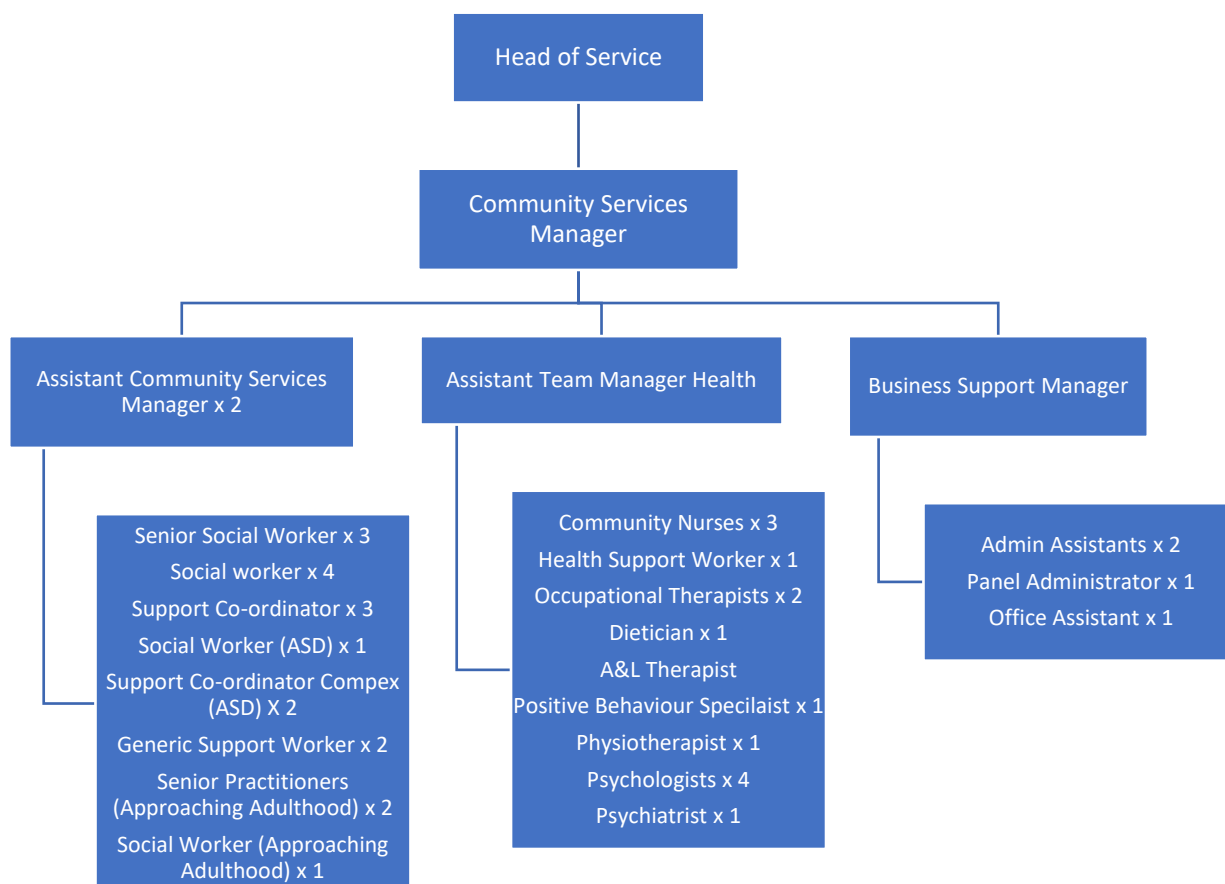 Head of Service
Community Services
Manager
Assistant Community Services
Manager x 2
Assistant Team Manager Health
Business Support Manager
Senior Social Worker x 3
Social worker x 4
Support Co-ordinator x 3
Social Worker (ASD) x 1
Support Co-ordinator Compex
(ASD) X 2
Generic Support Worker x 2
Senior Practitioners
(Approaching Adulthood) x 2
Social Worker (Approaching
Adulthood) x 1
Community Nurses x 3
Health Support Worker x 1
Occupational Therapists x 2
Dietician x 1
A&L Therapist
Positive Behaviour Specilaist x 1
Physiotherapist x 1
Psychologists x 4
Psychiatrist x 1
Admin Assistants x 2
Panel Administrator x 1
Office Assistant x 1